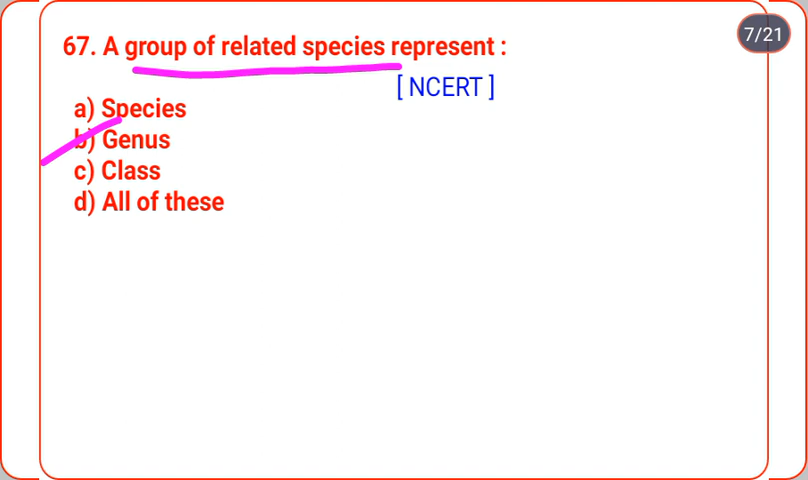 7/21
67. A group of related species represent :
[ NCERT ]
a) Species
b) Genus
c) Class
d) All of these